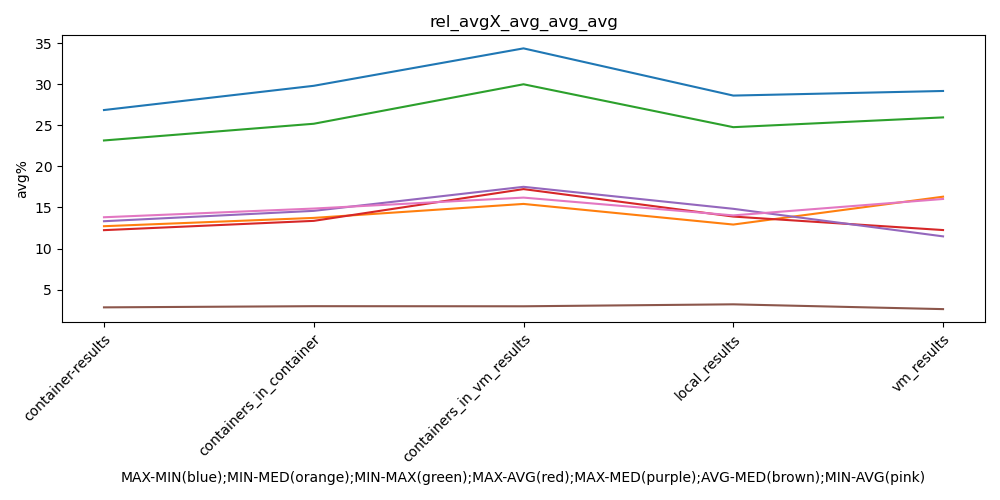 rel_avgX_avg_avg_avg
35
30
25
20
15
10
5
avg%
container-results
containers_in_container
containers_in_vm_results
local_results
vm_results
MAX-MIN(blue);MIN-MED(orange);MIN-MAX(green);MAX-AVG(red);MAX-MED(purple);AVG-MED(brown);MIN-AVG(pink)